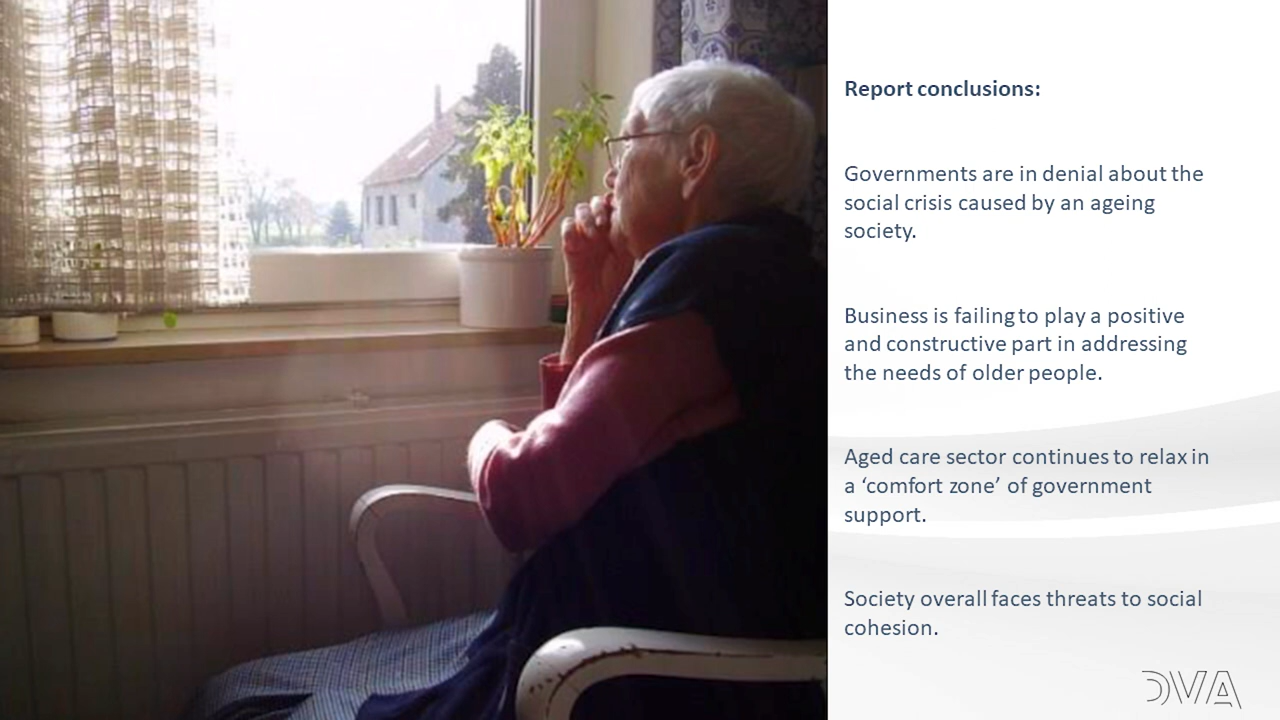 Report conclusions:
Governments are in denial about the
social crisis caused by an ageing
society.
Business is failing to play a positive
and constructive part in addressing
the needs of older people.
Aged care sector continues to relax in
a ‘comfort zone’ of government
support.
Society overall faces threats to social
cohesion.
DVA